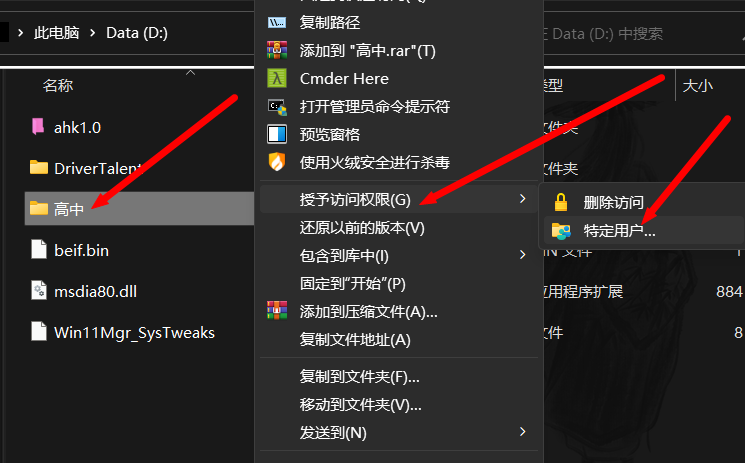 此电脑 > Data (D:)
在 Data (D:) 中搜索
名称
类型
大小
ahk1.0
DriverTalent
高中
beif.bin
msdia80.dll
Win11Mgr_SysTweaks
复制路径
添加到 "高中.rar"(T)
Cmder Here
打开管理员命令提示符
预览窗格
使用火绒安全进行杀毒
授予访问权限(G)
还原以前的版本(V)
包含到库中(I)
固定到“开始”(P)
添加到压缩文件(A)...
复制文件地址(A)
复制到文件夹(F)...
移动到文件夹(V)...
发送到(N)
删除访问
特定用户...
文件夹
文件夹
IN 文件
1
应用程序扩展
884
文件
8